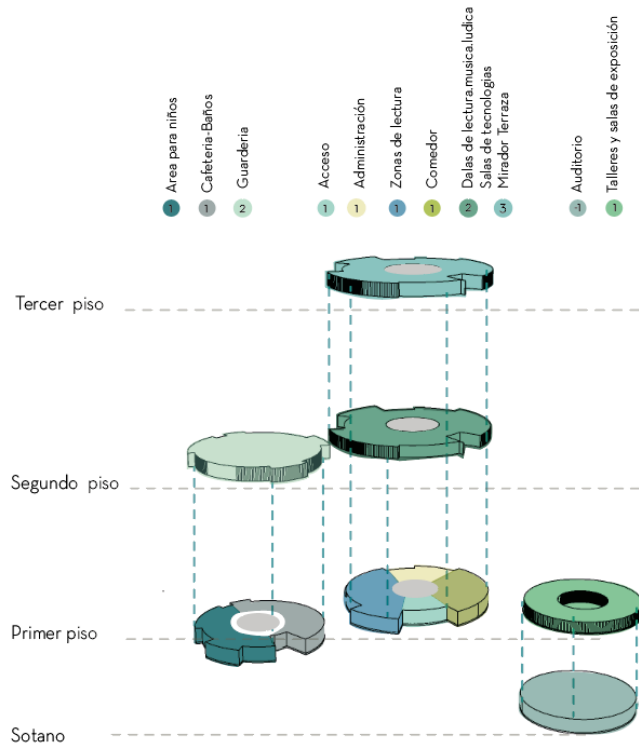 Area para niños
Cafeteria-Baños
Guarderia
Acceso
Administración
Zonas de lectura
Comedor
Dalas de lectura.musica.ludica
Salas de tecnologias
Mirador Terraza
Auditorio
Talleres y salas de exposición
1
1
2
1
1
1
1
2
3
-1
1
Tercer piso
Segundo piso
Primer piso
Sotano